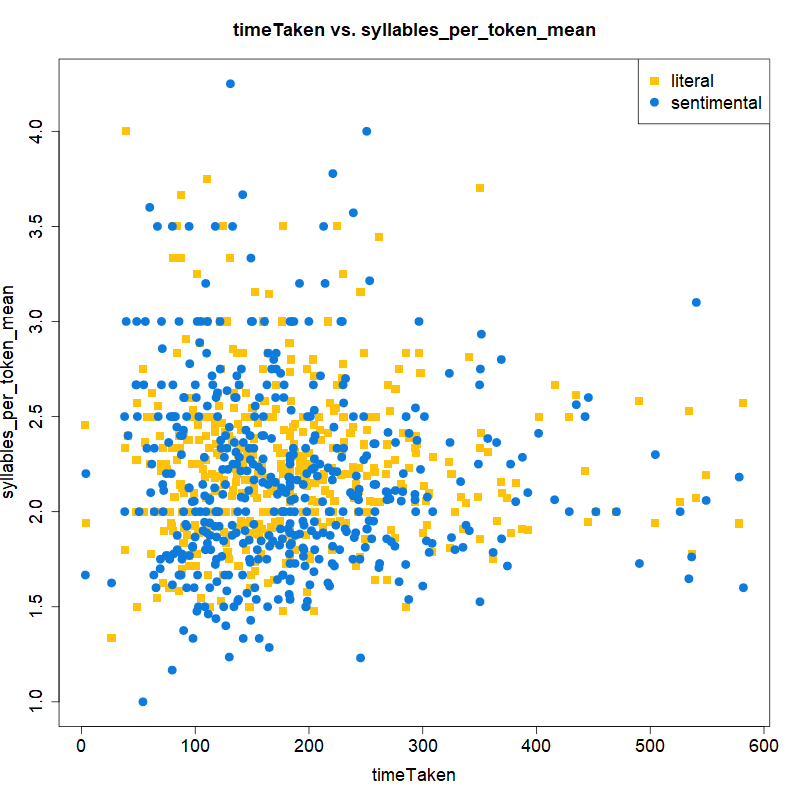 timeTaken vs. syllables_per_token_mean
literal
sentimental
syllables_per_token_mean
4.0
3.5
3.0
2.5
2.0
1.5
1.0
0
100
200
300
400
500
600
timeTaken